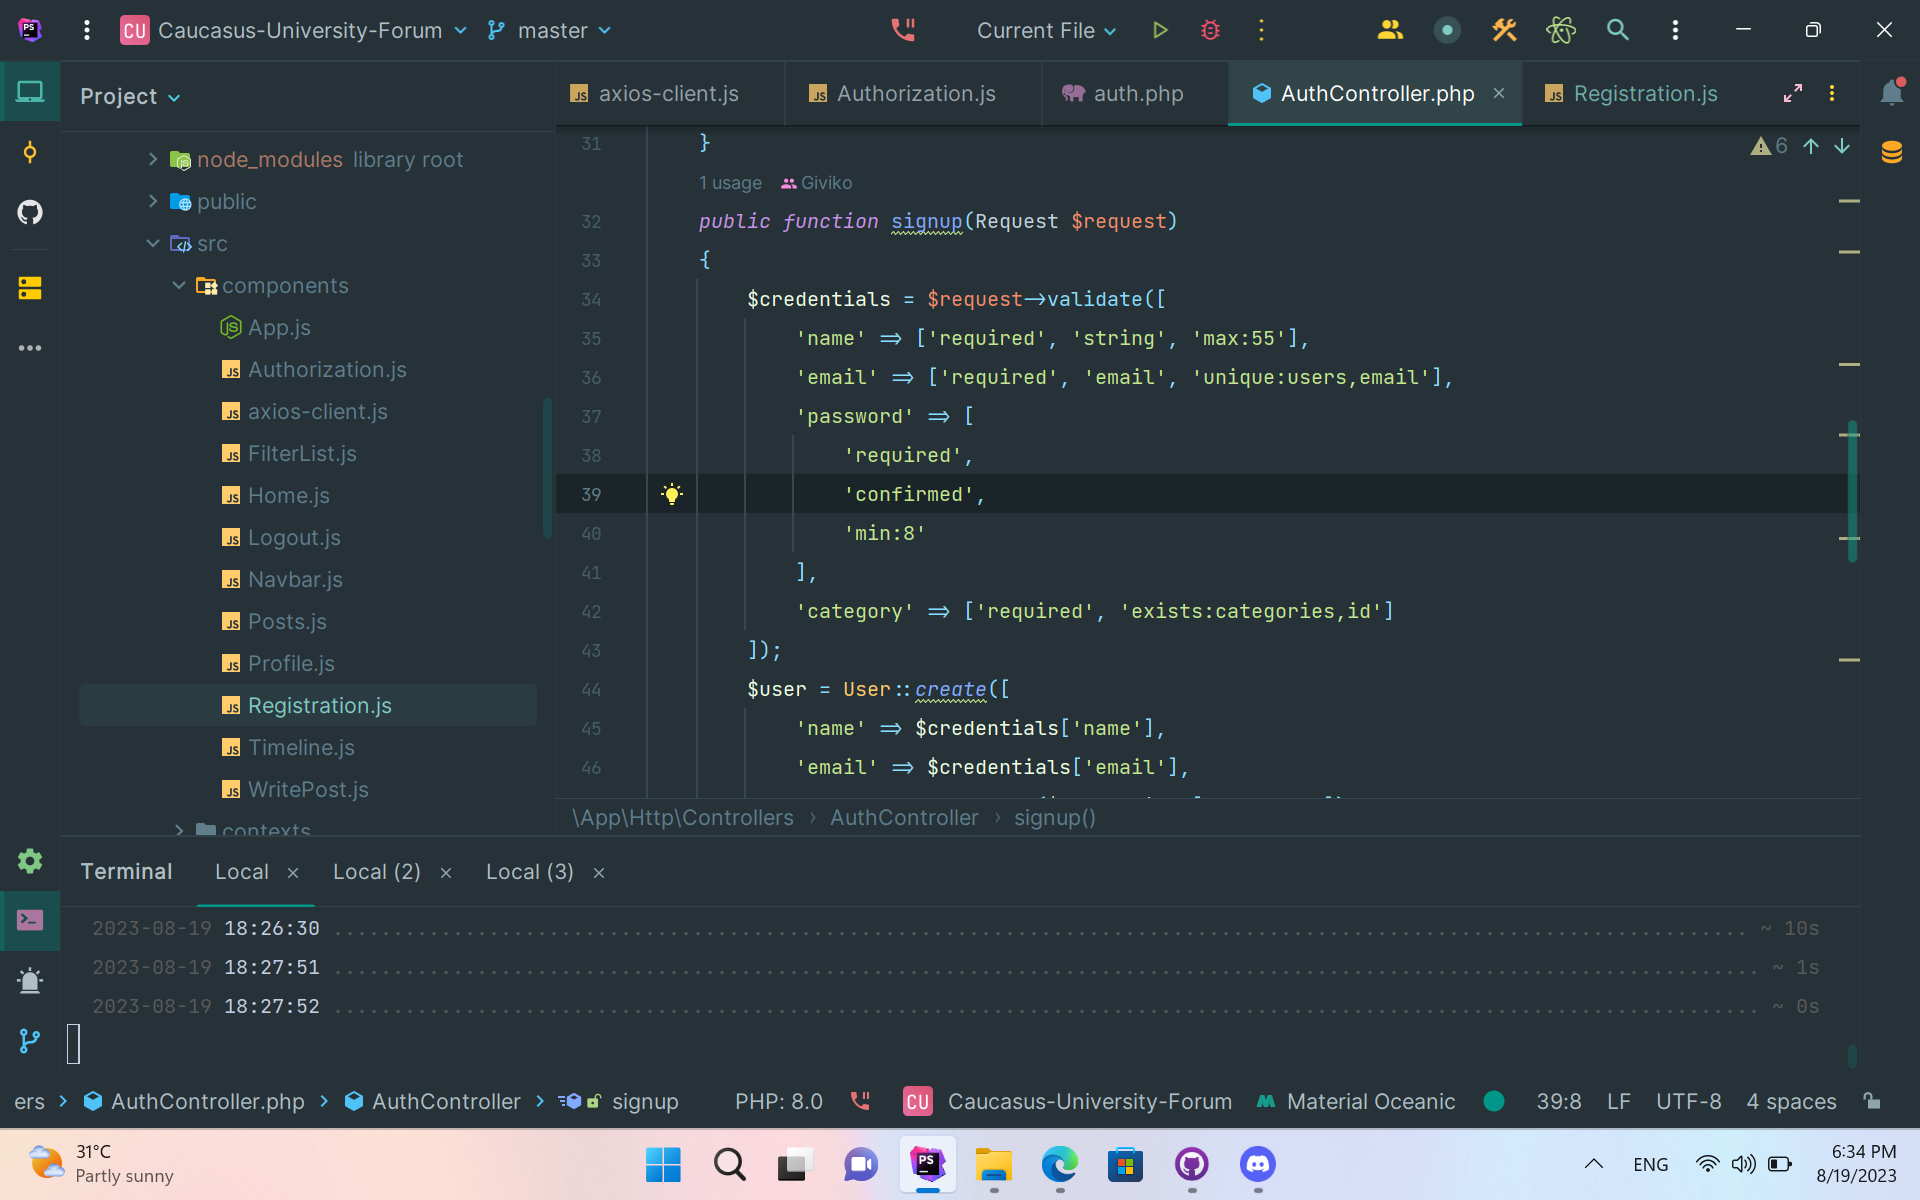 PS CU Caucasus-University-Forum master Current File
Project
axios-client.js Authorization.js auth.php AuthController.php × Registration.js
node_modules library root
public
src
components
App.js
Authorization.js
axios-client.js
FilterList.js
Home.js
Logout.js
Navbar.js
Posts.js
Profile.js
Registration.js
Timeline.js
WritePost.js
contexts
6
31 }
1 usage Giviko
32 public function signup(Request $request)
33 {
34 $credentials = $request->validate([
35 'name' => ['required', 'string', 'max:55'],
36 'email' => ['required', 'email', 'unique:users,email'],
37 'password' => [
38 'required',
39 'confirmed',
40 'min:8'
41 ],
42 'category' => ['required', 'exists:categories,id']
43 ]);
44 $user = User::create([
45 'name' => $credentials['name'],
46 'email' => $credentials['email'],
\App\Http\Controllers › AuthController › signup()
Terminal Local × Local (2) × Local (3) ×
2023-08-19 18:26:30 ~ 10s
2023-08-19 18:27:51 ~ 1s
2023-08-19 18:27:52 ~ 0s
ers > AuthController.php > AuthController > signup PHP: 8.0 CU Caucasus-University-Forum Material Oceanic 39:8 LF UTF-8 4 spaces
31°C
Partly sunny
PS
ENG
6:34 PM
8/19/2023